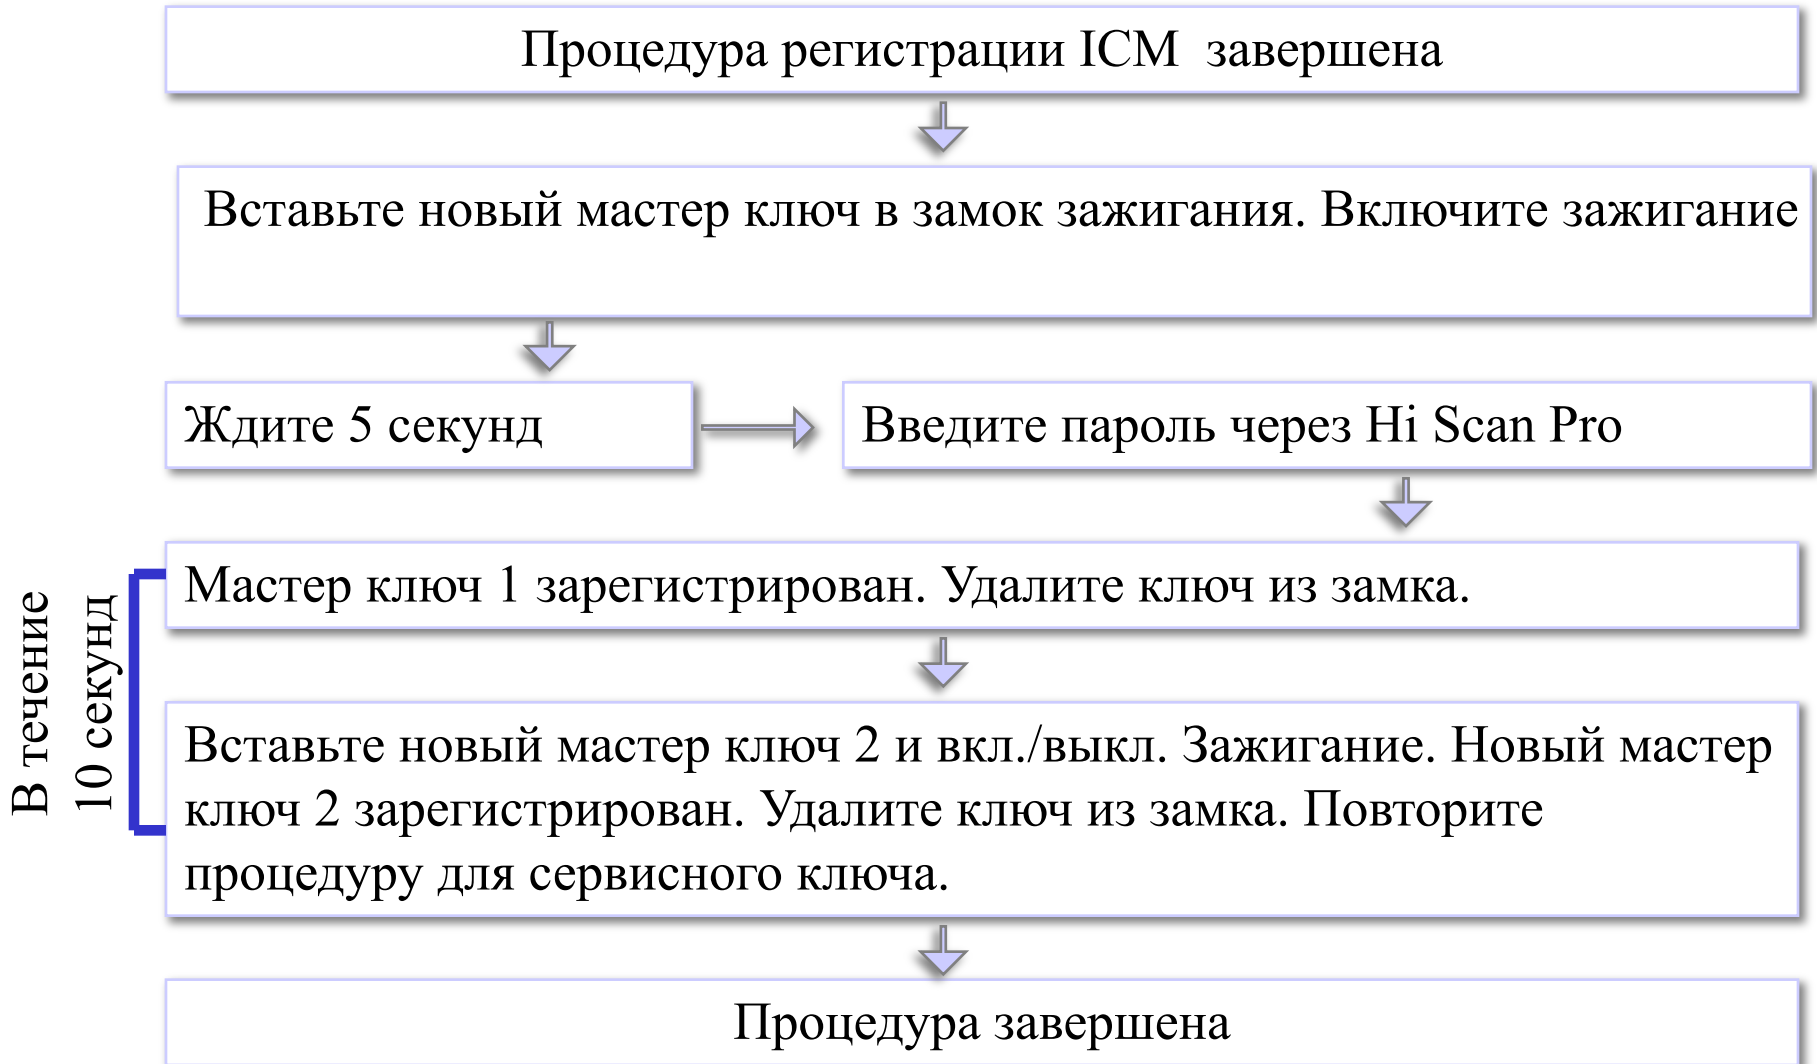 Процедура регистрации ICM завершена
Вставьте новый мастер ключ в замок зажигания. Включите зажигание
Ждите 5 секунд
Введите пароль через Hi Scan Pro
В течение
10 секунд
Мастер ключ 1 зарегистрирован. Удалите ключ из замка.
Вставьте новый мастер ключ 2 и вкл./выкл. Зажигание. Новый мастер
ключ 2 зарегистрирован. Удалите ключ из замка. Повторите
процедуру для сервисного ключа.
Процедура завершена